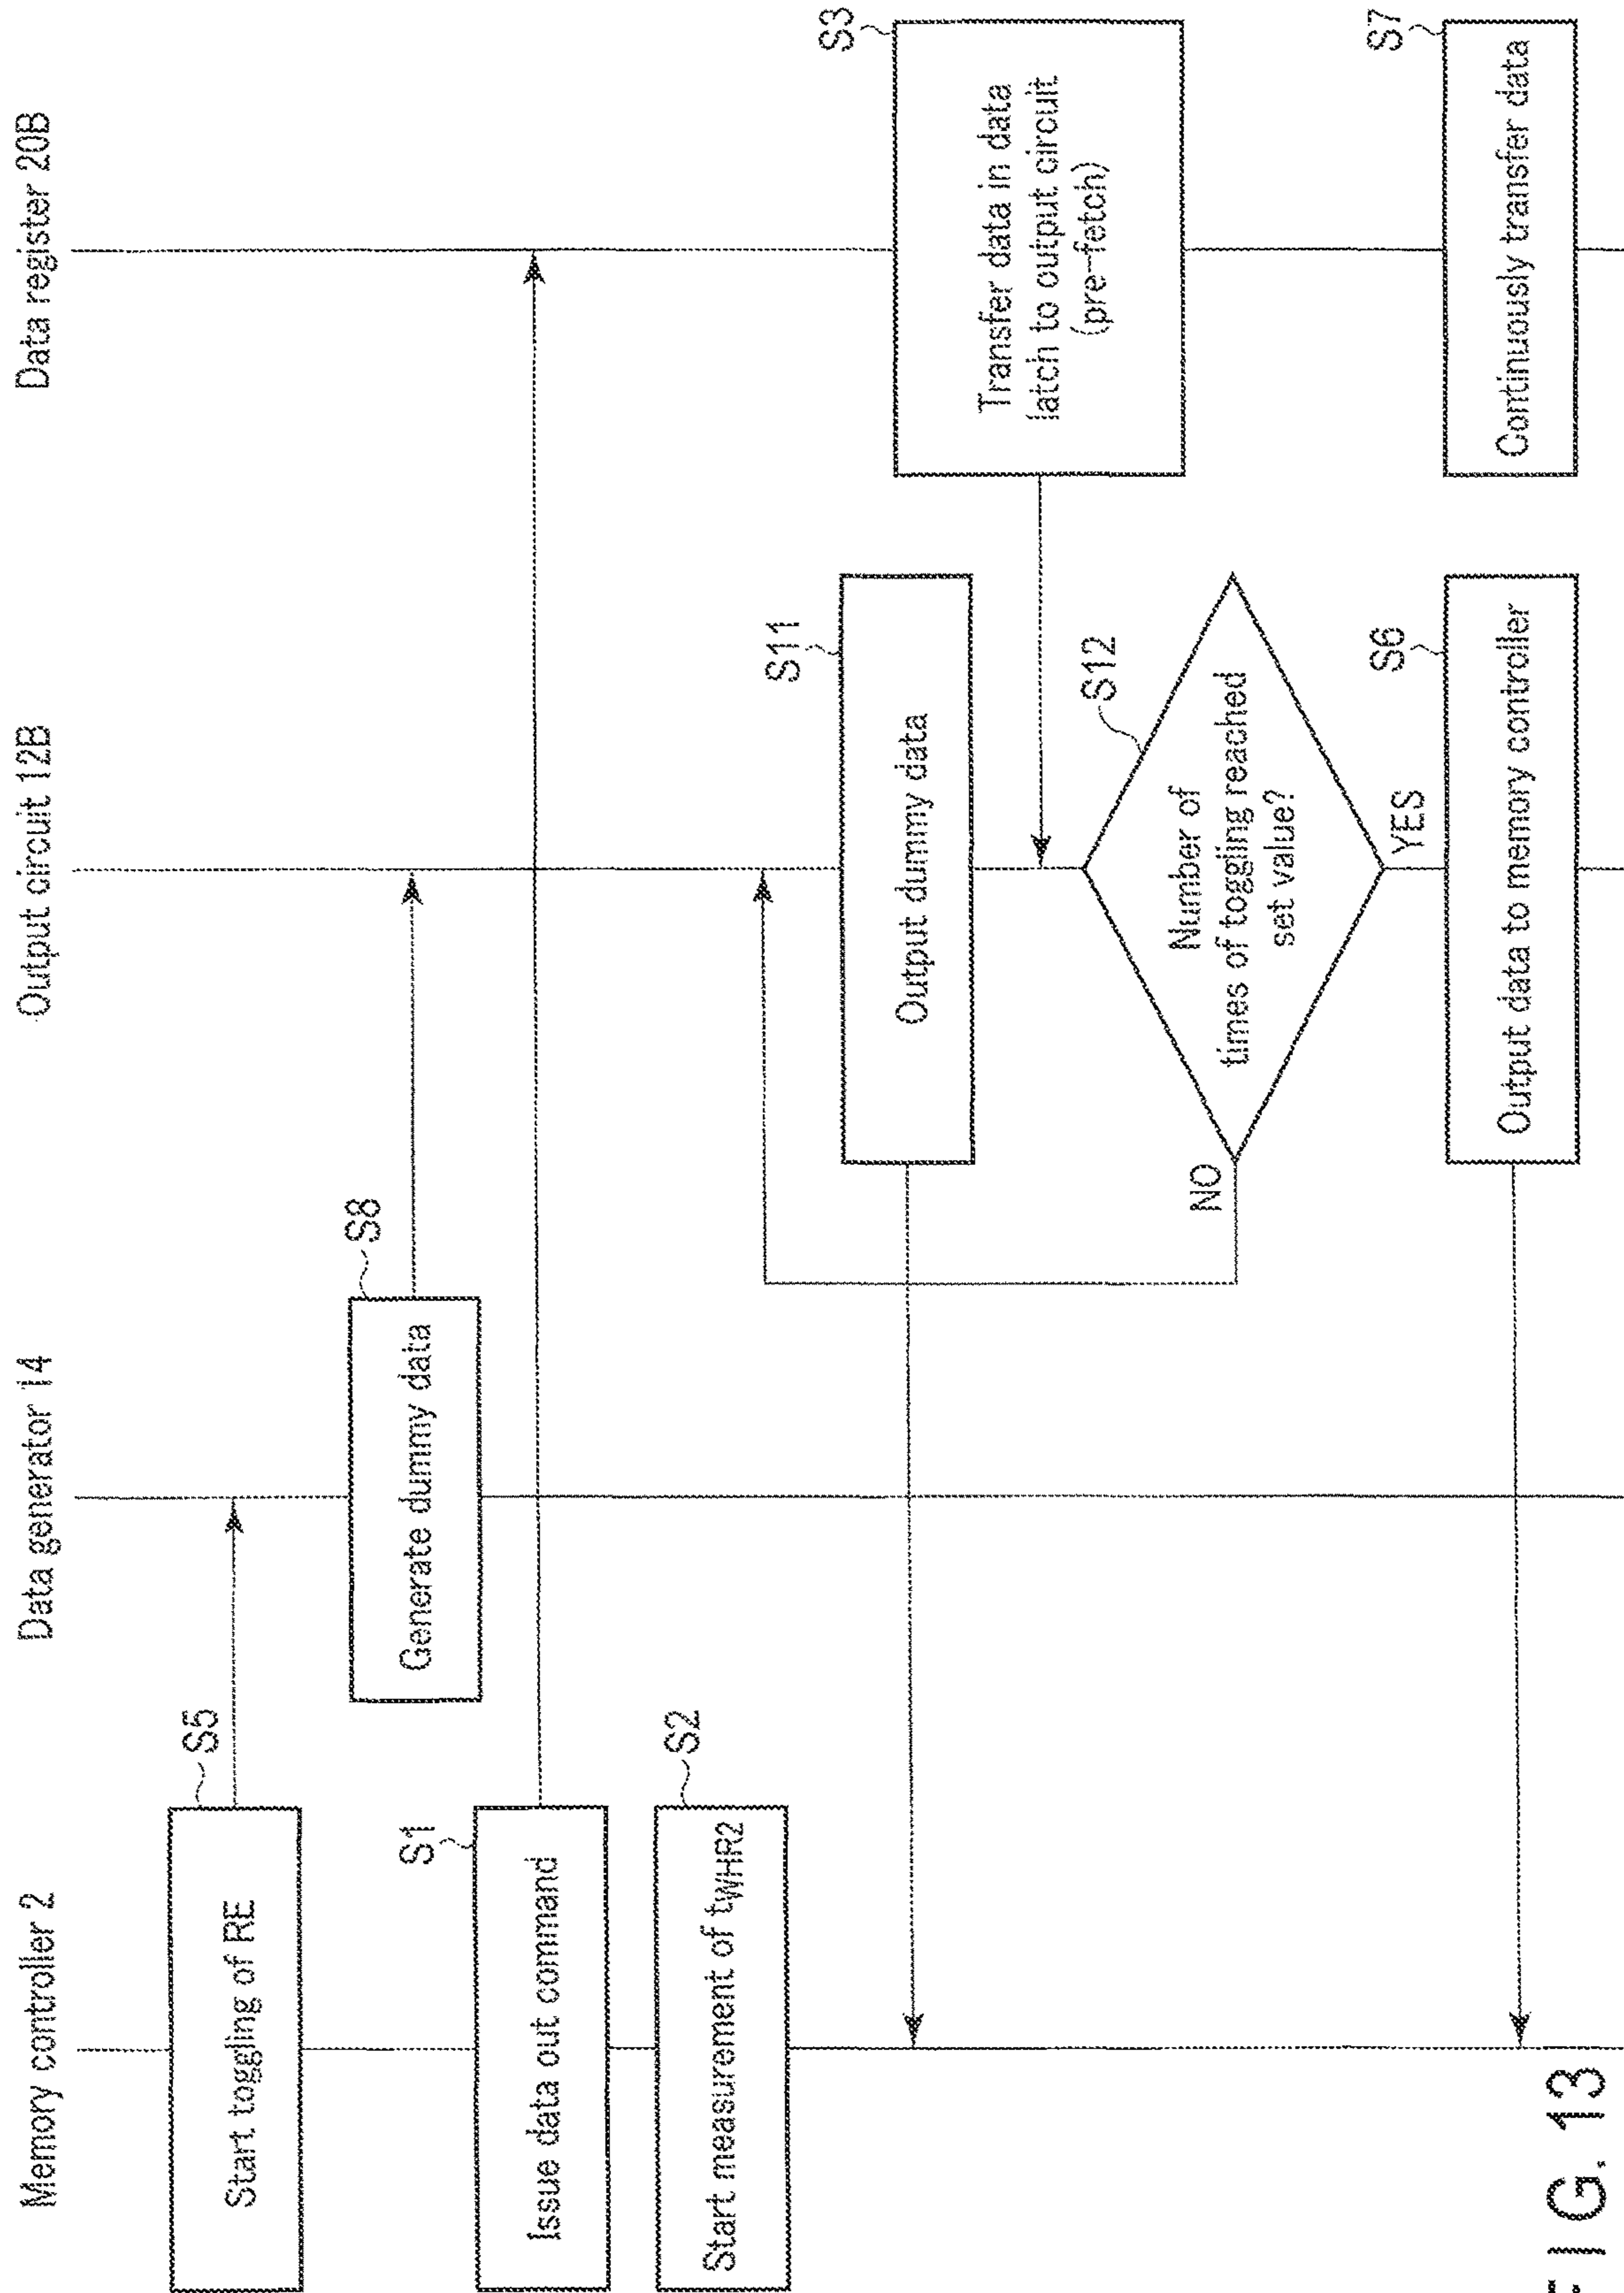 Memory controller 2
Data generator 14
Output circuit 12B
Data register 20B
S5
Start toggling of RE
S8
Generate dummy data
S1
Issue data out command
S2
Start measurement of tWHR2
S11
Output dummy data
S3
Transfer data in data
latch to output circuit
(pre-fetch)
S12
Number of
times of toggling reached
set value?
NO
YES
S6
Output data to memory controller
S7
Continuously transfer data
FIG. 13